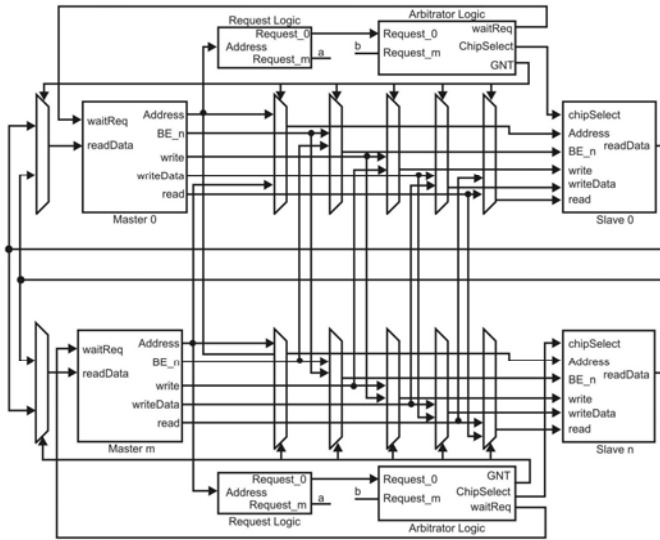 Request Logic
Arbitrator Logic
Request_0
Address
Request_m
a
b
Request_0
Request_m
waitReq
ChipSelect
GNT
waitReq
readData
Address
BE_n
write
writeData
read
Master 0
chipSelect
Address
readData
BE_n
write
writeData
read
Slave 0
waitReq
readData
Address
BE_n
write
writeData
read
Master m
chipSelect
Address
readData
BE_n
write
writeData
read
Slave n
Request_0
Address
Request_m
a
b
Request_0
Request_m
GNT
ChipSelect
waitReq
Request Logic
Arbitrator Logic